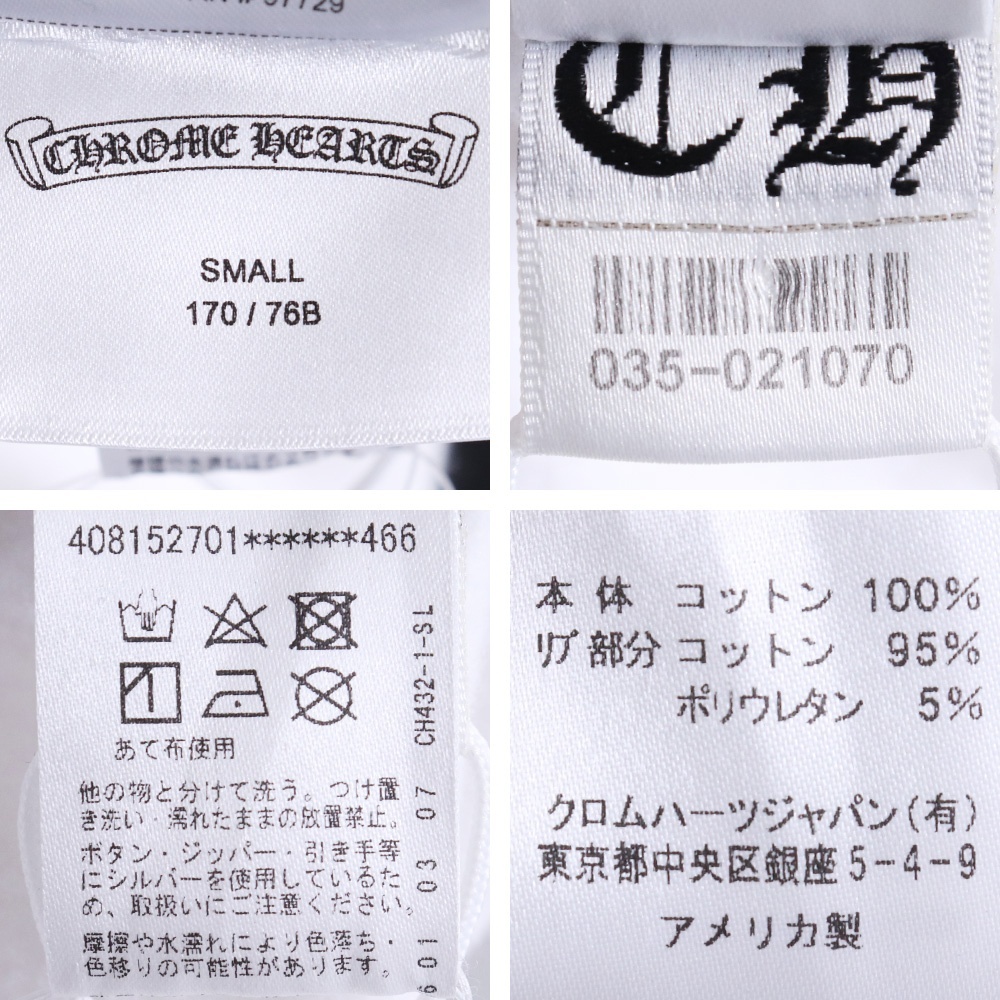 CHROME HEARTS
SMALL
170 / 76B
CH
035-021070
408152701******466
あて布使用
他の物と分けて洗う。つけ置
き洗い・濡れたままの放置禁止。
ボタン・ジッパー・引き手等
にシルバーを使用しているた
め、取扱いにご注意ください。
摩擦や水濡れにより色落ち・
色移りの可能性があります。
01 03 07 CH432-1-SL
本体 コットン 100%
リブ部分 コットン 95%
ポリウレタン 5%
クロムハーツジャパン(有)
東京都中央区銀座5-4-9
アメリカ製